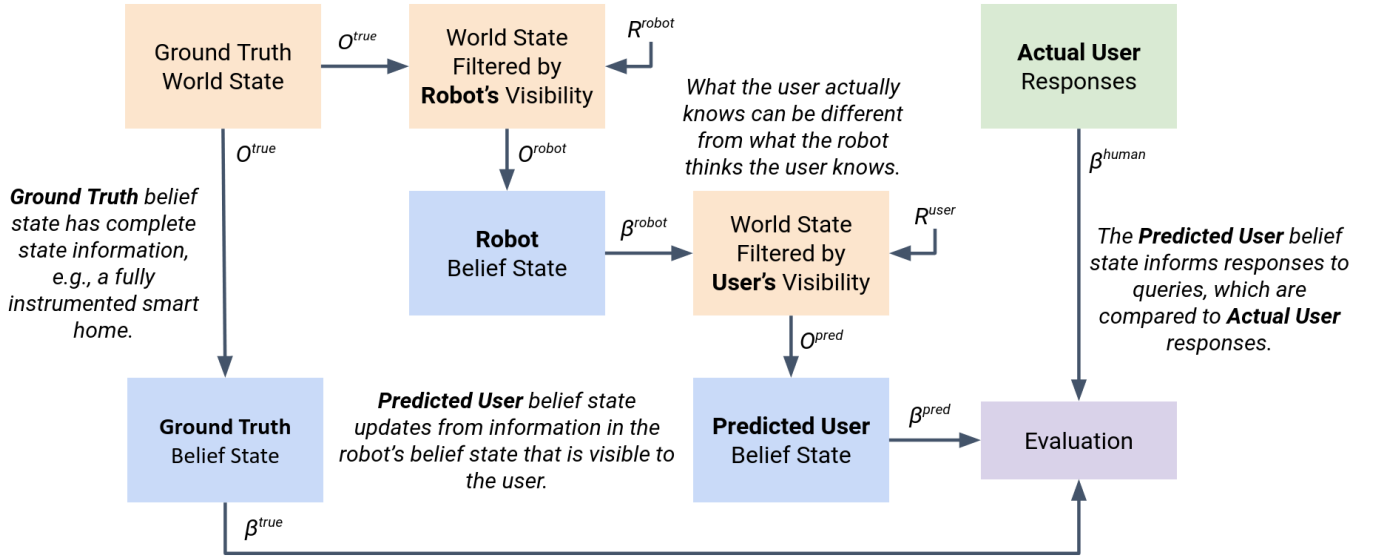 Ground Truth
World State
O^true
World State
Filtered by
Robot's Visibility
R^robot
Actual User
Responses
What the user actually
knows can be different
from what the robot
thinks the user knows.
O^true
O^robot
β^human
Ground Truth belief
state has complete
state information,
e.g., a fully
instrumented smart
home.
Robot
Belief State
β^robot
World State
Filtered by
User's Visibility
R^user
The Predicted User belief
state informs responses to
queries, which are
compared to Actual User
responses.
O^pred
Ground Truth
Belief State
Predicted User belief state
updates from information in the
robot's belief state that is visible to
the user.
Predicted User
Belief State
β^pred
Evaluation
β^true